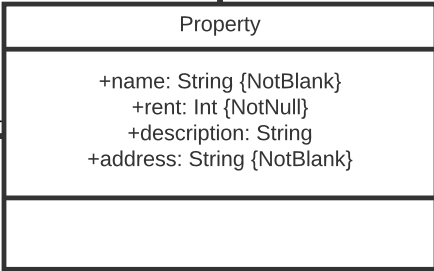 Property
+name: String {NotBlank}
+rent: Int {NotNull}
+description: String
+address: String {NotBlank}